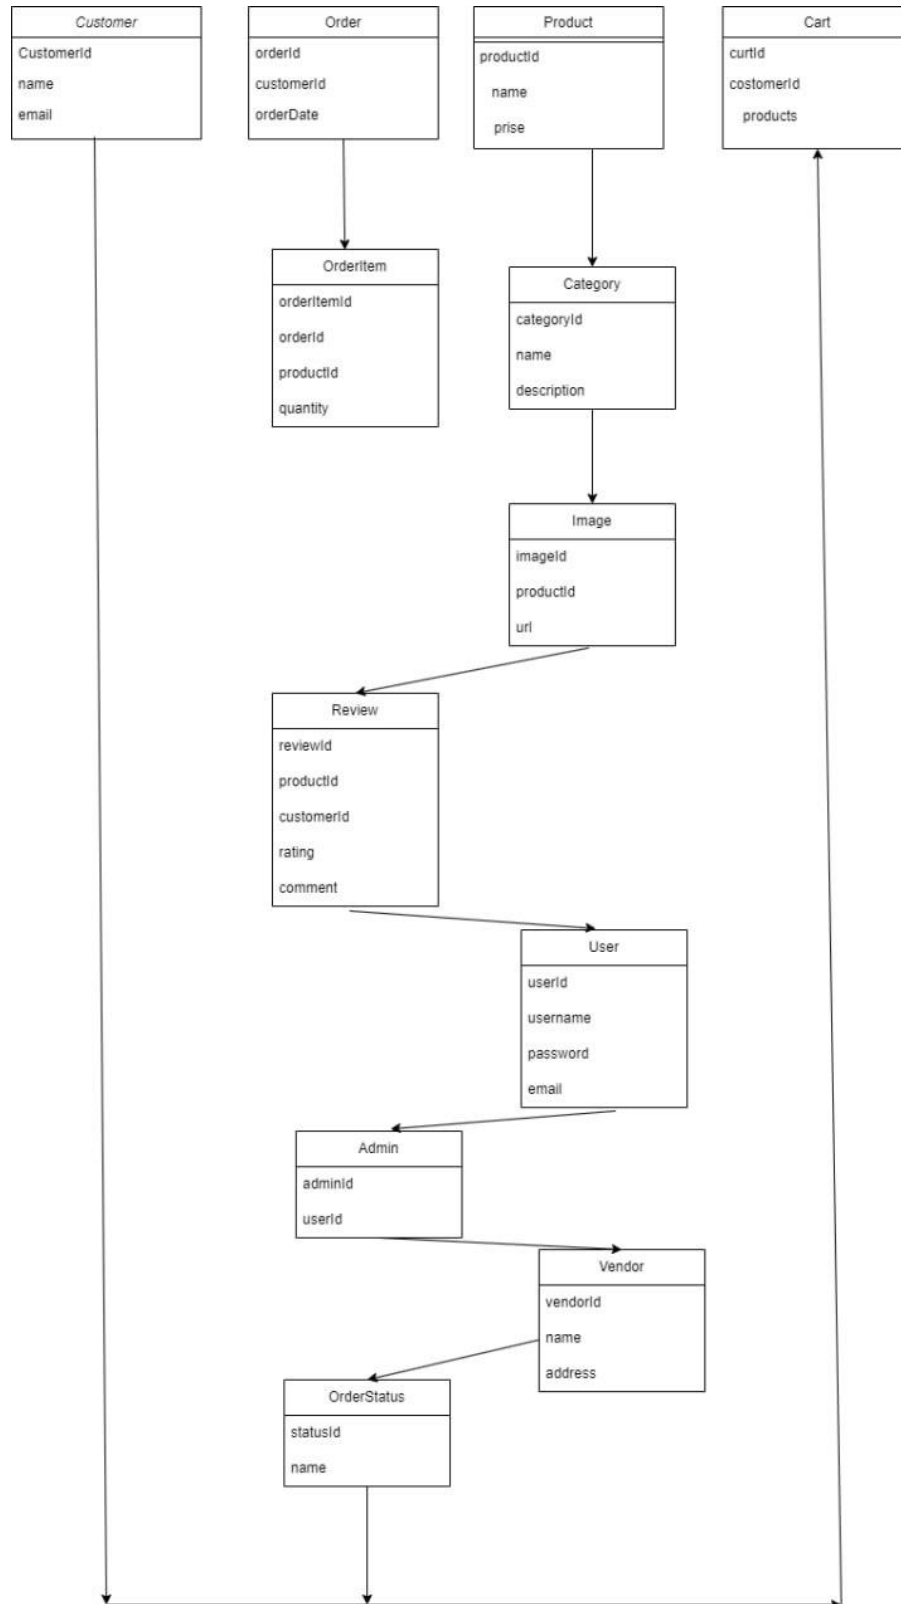 Customer
CustomerId
name
email
Order
orderId
customerId
orderDate
Product
productId
name
prise
Cart
curtId
costomerId
products
OrderItem
orderItemId
orderId
productId
quantity
Category
categoryId
name
description
Image
imageId
productId
url
Review
reviewId
productId
customerId
rating
comment
User
userId
username
password
email
Admin
adminId
userId
Vendor
vendorId
name
address
OrderStatus
statusId
name